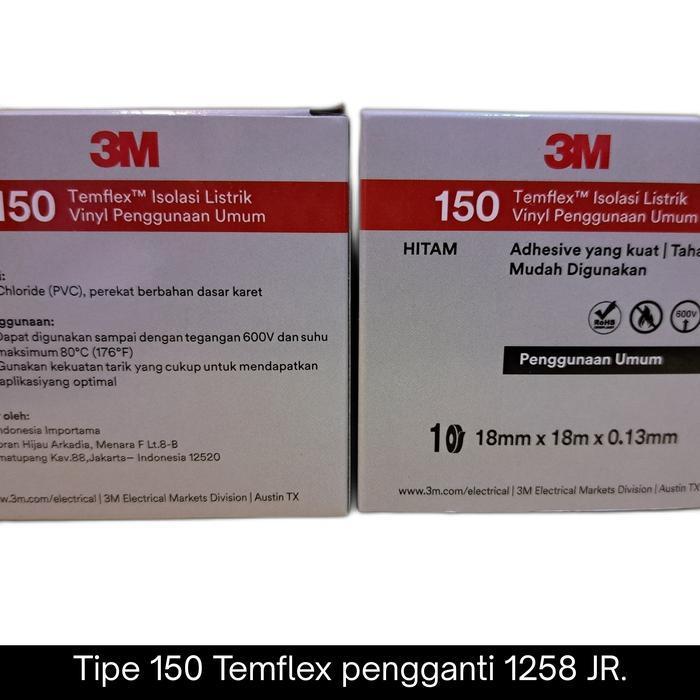 3M
150 Temflex™ Isolasi Listrik
Vinyl Penggunaan Umum
Chloride (PVC), perekat berbahan dasar karet
Dapat digunakan sampai dengan tegangan 600V dan suhu
maksimum 80°C (176°F)
Gunakan kekuatan tarik yang cukup untuk mendapatkan
aplikasiyang optimal
oleh:
Importama
Hijau Arkadia, Menara F Lt.8-B
Kav.88,Jakarta– Indonesia 12520
www.3m.com/electrical | 3M Electrical Markets Division | Austin TX
3M
150 Temflex™ Isolasi Listrik
Vinyl Penggunaan Umum
HITAM
Adhesive yang kuat |
Mudah Digunakan
RoHS
600V
Penggunaan Umum
10 18mm x 18m x 0.13mm
www.3m.com/electrical | 3M Electrical Markets Division | Austin TX
Tipe 150 Temflex pengganti 1258 JR.